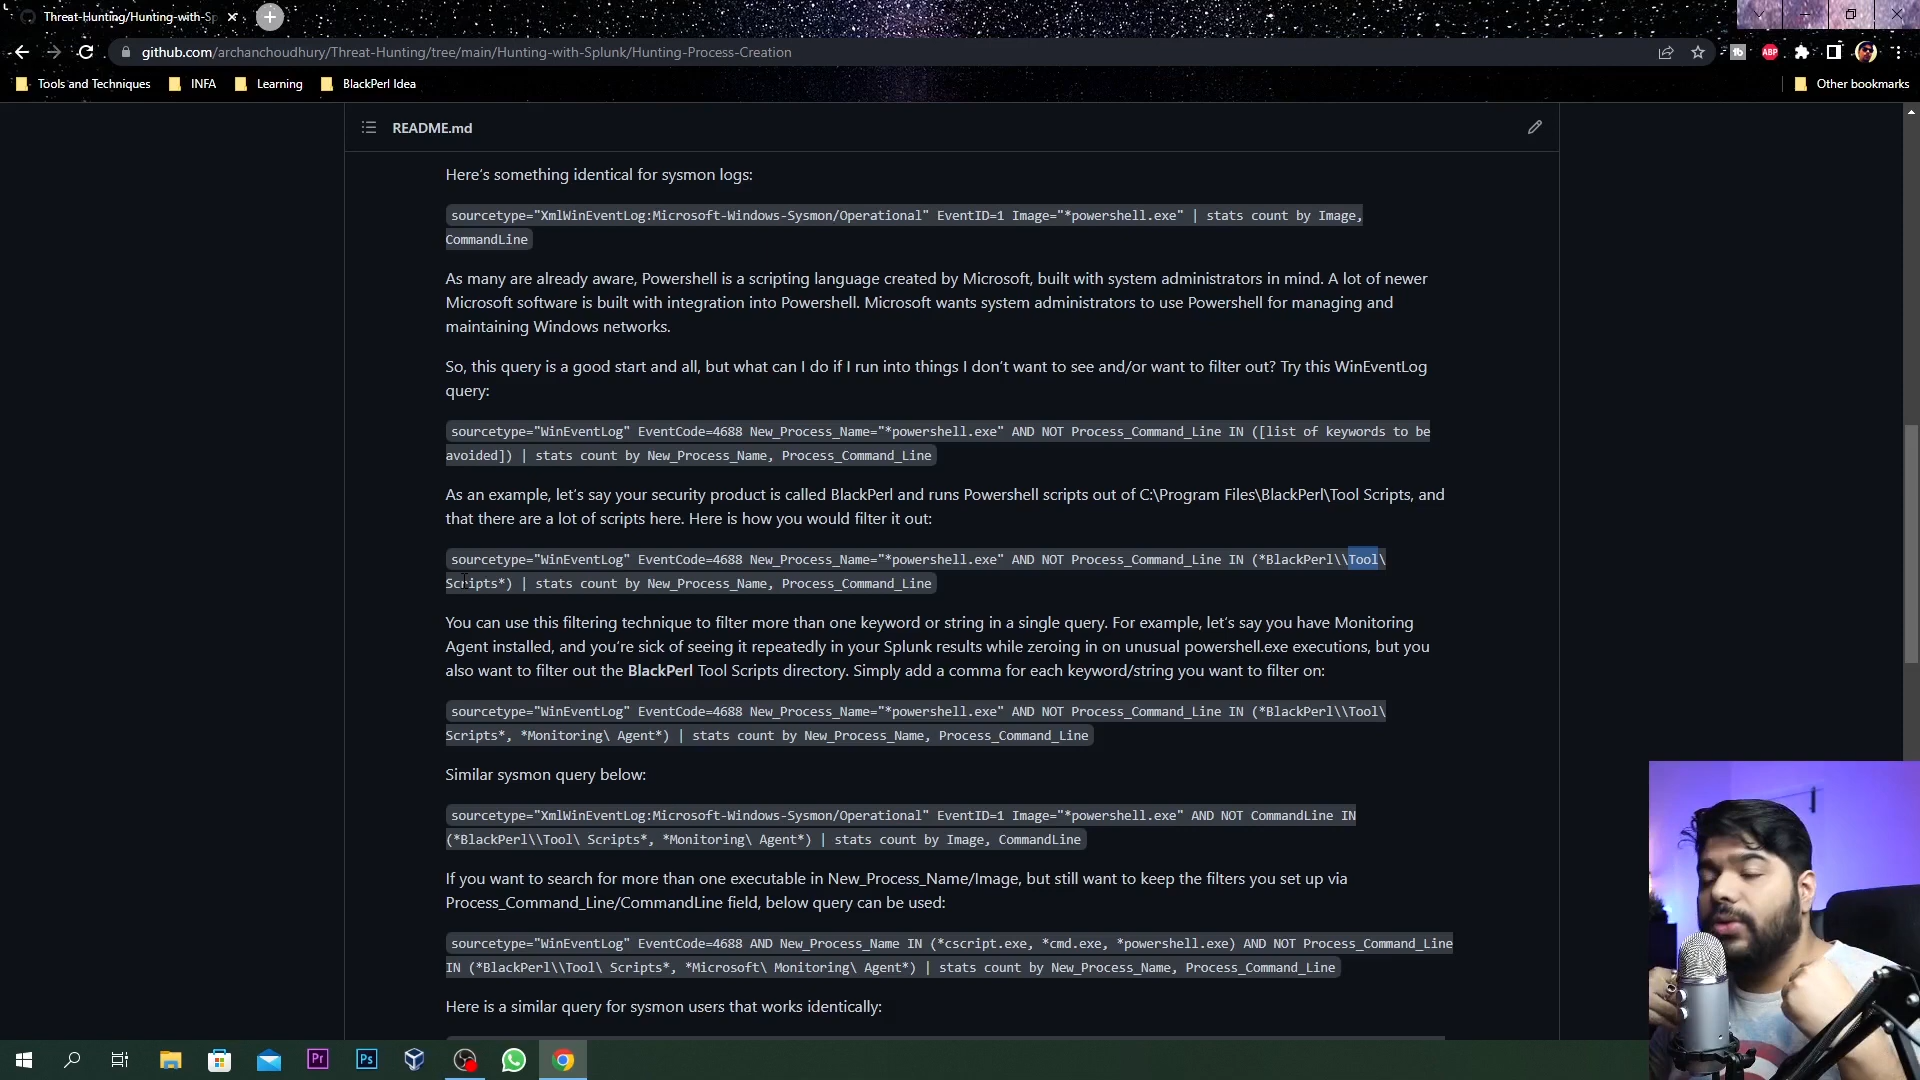 Threat-Hunting/Hunting-with-Sp
github.com/archanchoudhury/Threat-Hunting/tree/main/Hunting-with-Splunk/Hunting-Process-Creation
Tools and Techniques INFA Learning BlackPerl Idea Other bookmarks
README.md
Here's something identical for sysmon logs:
sourcetype="XmlWinEventLog:Microsoft-Windows-Sysmon/Operational" EventID=1 Image="*powershell.exe" | stats count by Image,
CommandLine
As many are already aware, Powershell is a scripting language created by Microsoft, built with system administrators in mind. A lot of newer
Microsoft software is built with integration into Powershell. Microsoft wants system administrators to use Powershell for managing and
maintaining Windows networks.
So, this query is a good start and all, but what can I do if I run into things I don't want to see and/or want to filter out? Try this WinEventLog
query:
sourcetype="WinEventLog" EventCode=4688 New_Process_Name="*powershell.exe" AND NOT Process_Command_Line IN ([list of keywords to be
avoided]) | stats count by New_Process_Name, Process_Command_Line
As an example, let's say your security product is called BlackPerl and runs Powershell scripts out of C:\Program Files\BlackPerl\Tool Scripts, and
that there are a lot of scripts here. Here is how you would filter it out:
sourcetype="WinEventLog" EventCode=4688 New_Process_Name="*powershell.exe" AND NOT Process_Command_Line IN (*BlackPerl\\Tool\
Scripts*) | stats count by New_Process_Name, Process_Command_Line
You can use this filtering technique to filter more than one keyword or string in a single query. For example, let's say you have Monitoring
Agent installed, and you're sick of seeing it repeatedly in your Splunk results while zeroing in on unusual powershell.exe executions, but you
also want to filter out the BlackPerl Tool Scripts directory. Simply add a comma for each keyword/string you want to filter on:
sourcetype="WinEventLog" EventCode=4688 New_Process_Name="*powershell.exe" AND NOT Process_Command_Line IN (*BlackPerl\\Tool\
Scripts*, *Monitoring\ Agent*) | stats count by New_Process_Name, Process_Command_Line
Similar sysmon query below:
sourcetype="XmlWinEventLog:Microsoft-Windows-Sysmon/Operational" EventID=1 Image="*powershell.exe" AND NOT CommandLine IN
(*BlackPerl\\Tool\ Scripts*, *Monitoring\ Agent*) | stats count by Image, CommandLine
If you want to search for more than one executable in New_Process_Name/Image, but still want to keep the filters you set up via
Process_Command_Line/CommandLine field, below query can be used:
sourcetype="WinEventLog" EventCode=4688 AND New_Process_Name IN (*cscript.exe, *cmd.exe, *powershell.exe) AND NOT Process_Command_Line
IN (*BlackPerl\\Tool\ Scripts*, *Microsoft\ Monitoring\ Agent*) | stats count by New_Process_Name, Process_Command_Line
Here is a similar query for sysmon users that works identically:
ABP
Pr Ps